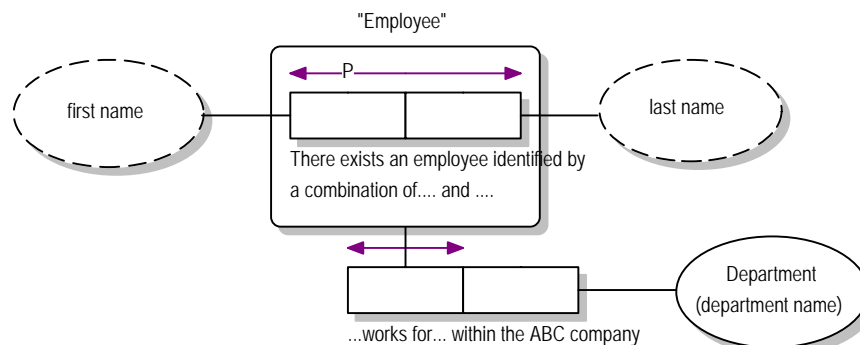 "Employee"
P
first name
last name
There exists an employee identified by
a combination of.... and ....
Department
(department name)
...works for... within the ABC company